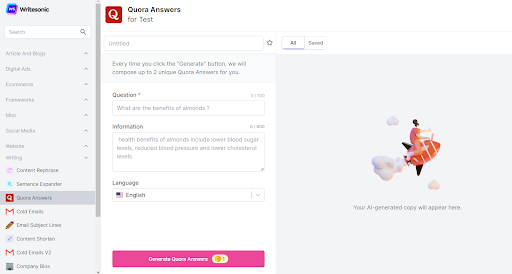 Writesonic
Search
Article And Blogs
Digital Ads
Ecommerce
Frameworks
Misc
Social Media
Website
Writing
Content Rephrase
Sentence Expander
Quora Answers
Cold Emails
Email Subject Lines
Content Shorten
Cold Emails V2
Company Bios
Quora Answers
for Test
Untitled
Every time you click the "Generate" button, we will
compose up to 2 unique Quora Answers for you.
Question * 0 / 100
What are the benefits of almonds ?
Information 0 / 600
health benefits of almonds include lower blood sugar
levels, reduced blood pressure and lower cholesterol
levels.
Language
English
Generate Quora Answers 1
All Saved
Your AI-generated copy will appear here.